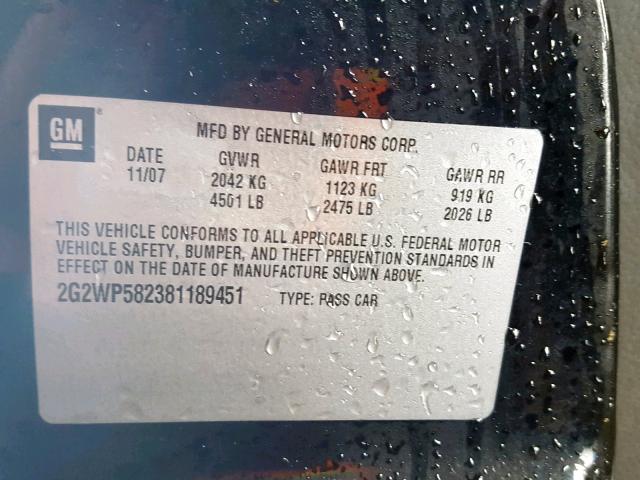 GM
MFD BY GENERAL MOTORS CORP.
DATE GVWR GAWR FRT GAWR RR
11/07 2042 KG 1123 KG 919 KG
4501 LB 2475 LB 2026 LB
THIS VEHICLE CONFORMS TO ALL APPLICABLE U.S. FEDERAL MOTOR
VEHICLE SAFETY, BUMPER, AND THEFT PREVENTION STANDARDS IN
EFFECT ON THE DATE OF MANUFACTURE SHOWN ABOVE.
2G2WP582381189451 TYPE: PASS CAR